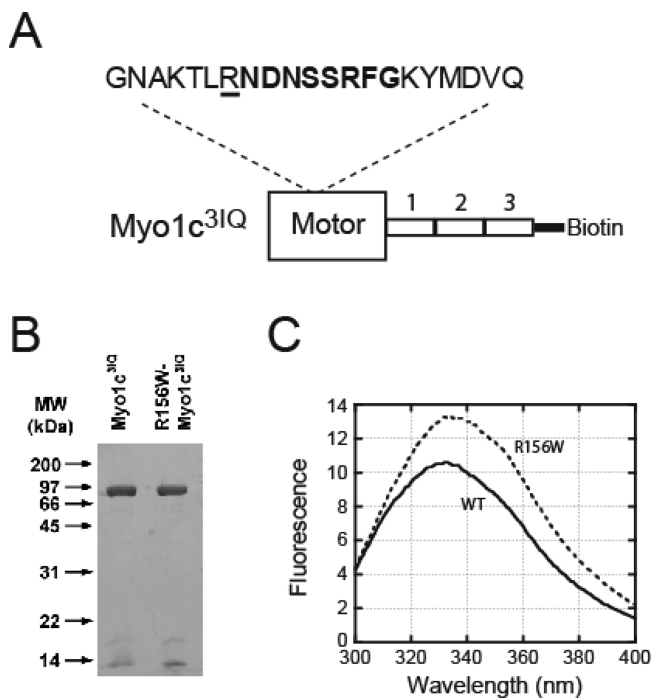 A
GNAKTLRNDNSSRFGKYMDVQ
Myo1c3IQ
Motor
1 2 3
Biotin
B
MW
(kDa)
Myo1c3IQ
R156W-
Myo1c3IQ
200
97
66
45
31
22
14
C
Fluorescence
14
12
10
8
6
4
2
0
R156W
WT
300 320 340 360 380 400
Wavelength (nm)